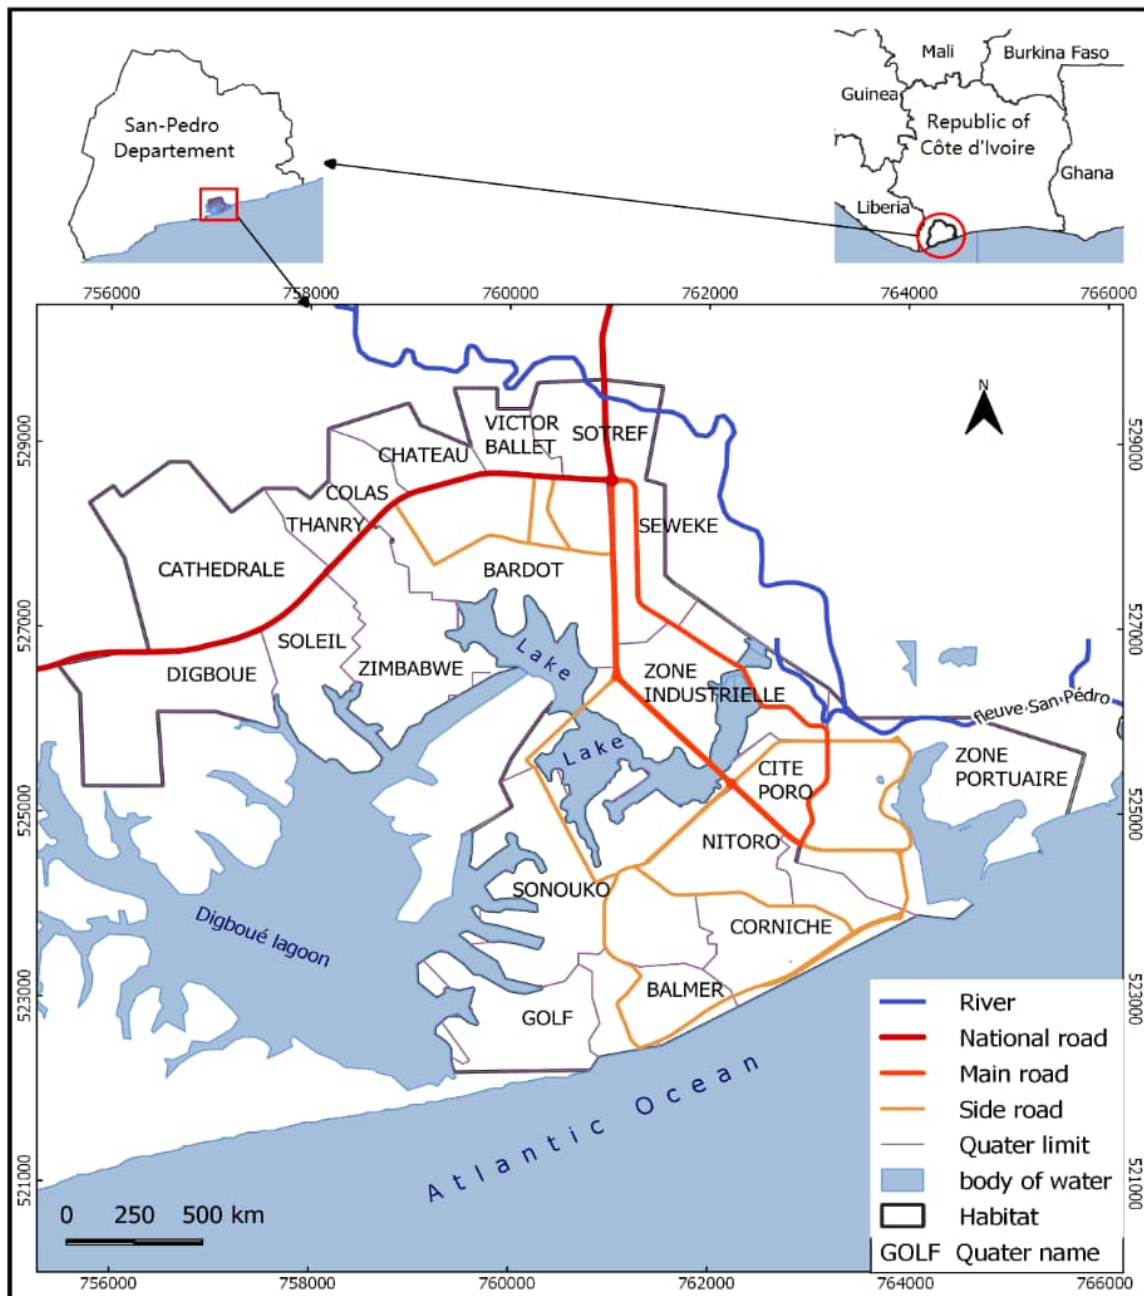 Mali
Burkina Faso
Guinea
Republic of
Côte d'Ivoire
Ghana
Liberia
San-Pedro
Departement
756000
758000
760000
762000
764000
766000
529000
529000
527000
527000
525000
525000
523000
523000
521000
521000
N
VICTOR
BALLET
SOTREF
CHATEAU
COLAS
THANRY
SEWEKE
CATHEDRALE
BARDOT
SOLEIL
ZIMBABWE
DIGBOUE
Lake
ZONE
INDUSTRIELLE
fleuve San Pédro
Lake
CITE
PORO
ZONE
PORTUAIRE
NITORO
SONOUKO
CORNICHE
Digboué lagoon
BALMER
GOLF
Atlantic Ocean
River
National road
Main road
Side road
Quater limit
body of water
Habitat
GOLF Quater name
0 250 500 km
756000
758000
760000
762000
764000
766000